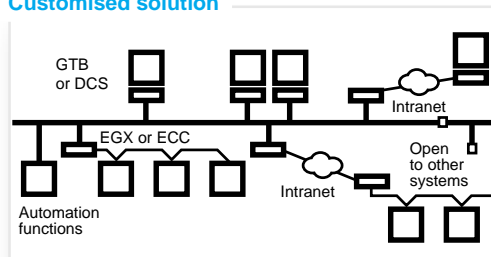 Customised solution
GTB
or DCS
Intranet
EGX or ECC
Open
to other
systems
Intranet
Automation
functions